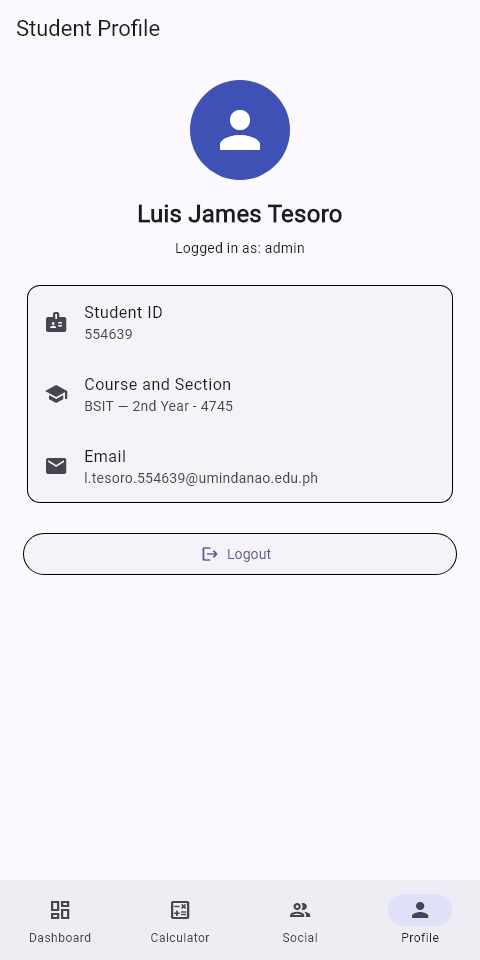 Student Profile
Luis James Tesoro
Logged in as: admin
Student ID
554639
Course and Section
BSIT — 2nd Year - 4745
Email
l.tesoro.554639@umindanao.edu.ph
Logout
Dashboard
Calculator
Social
Profile